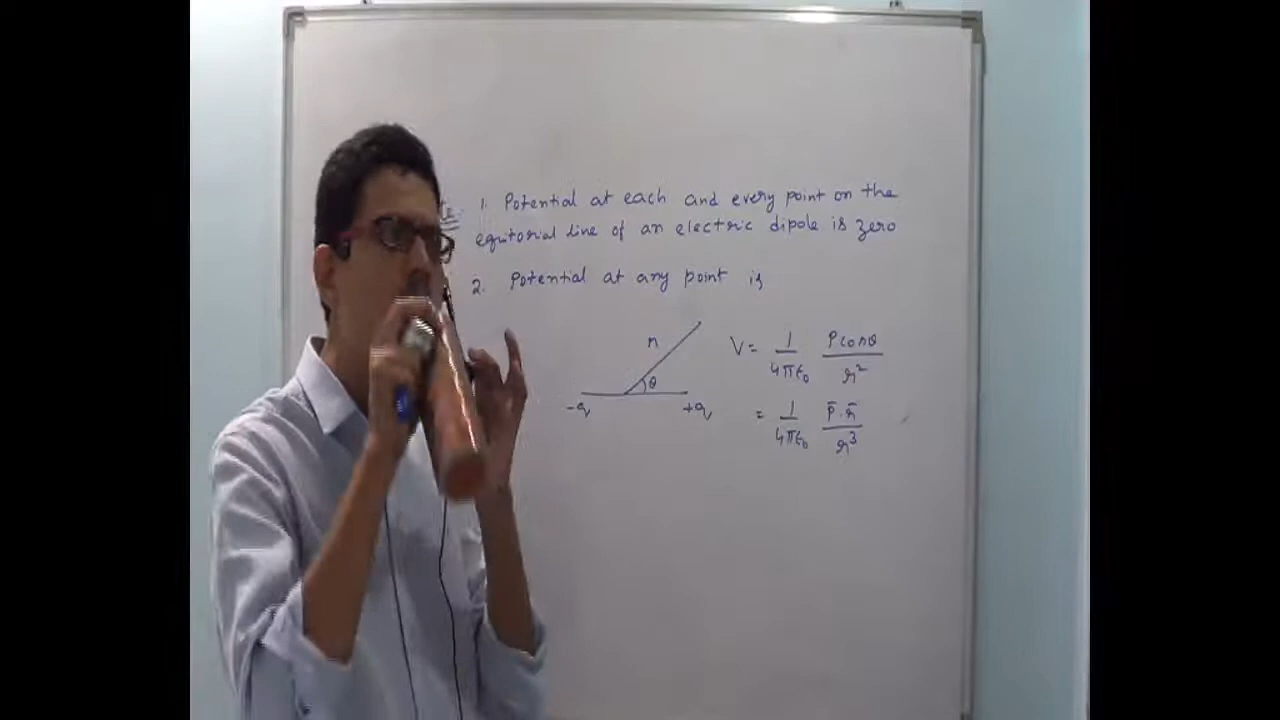 1. Potential at each and every point on the
equitorial line of an electric dipole is zero
2. Potential at any point is
r
θ
-q +q
V = 1/4πε₀ Pcosθ/r²
= 1/4πε₀ p̄.r̄/r³